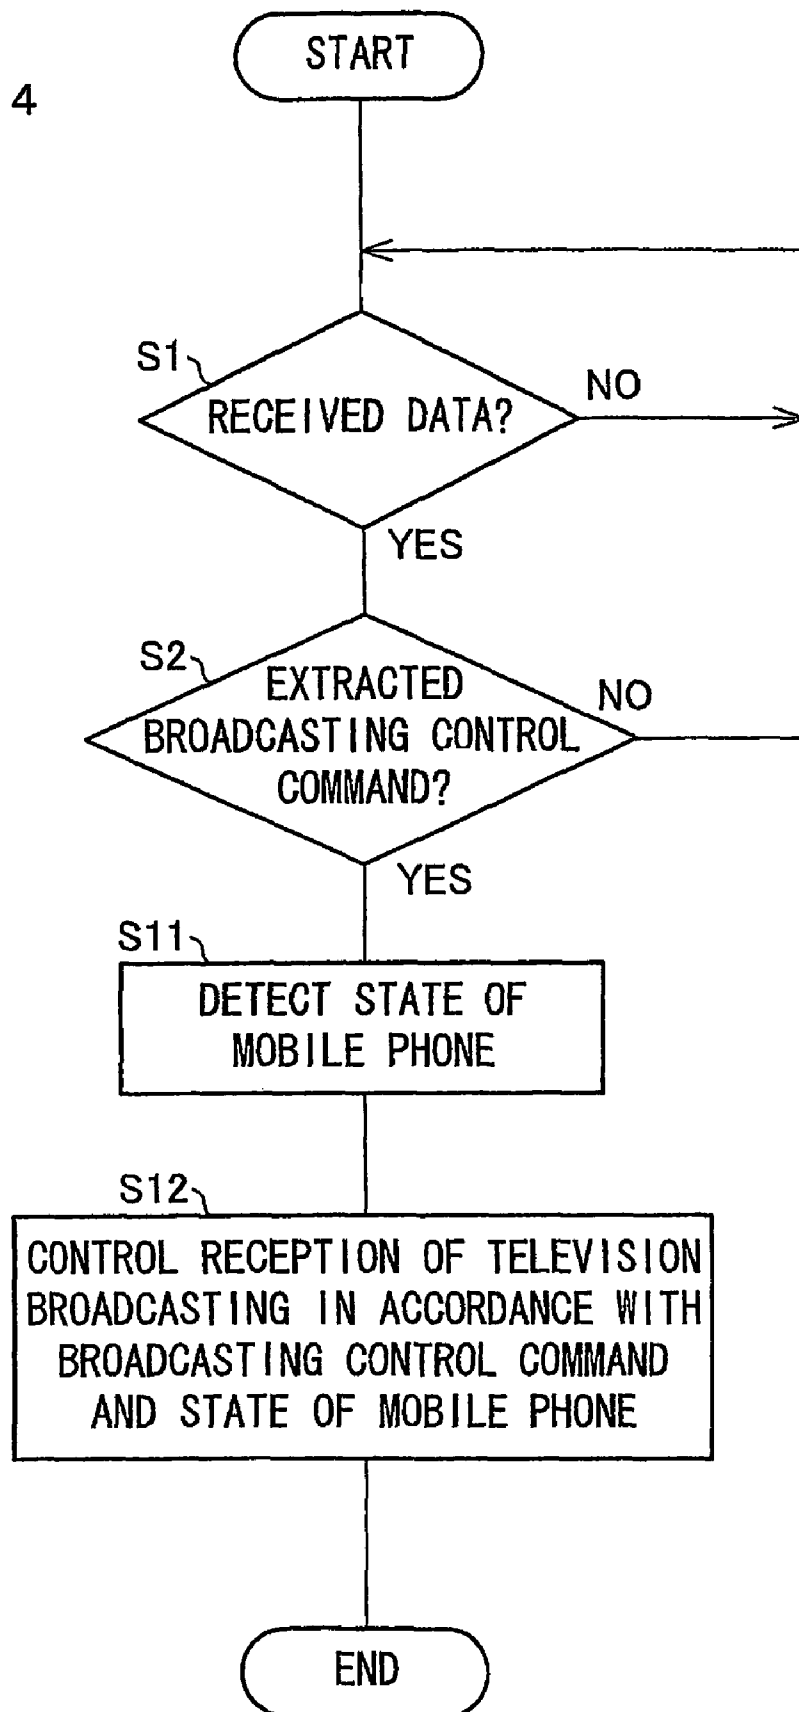 START
4
S1
RECEIVED DATA?
NO
YES
S2
EXTRACTED
BROADCASTING CONTROL
COMMAND?
NO
YES
S11
DETECT STATE OF
MOBILE PHONE
S12
CONTROL RECEPTION OF TELEVISION
BROADCASTING IN ACCORDANCE WITH
BROADCASTING CONTROL COMMAND
AND STATE OF MOBILE PHONE
END